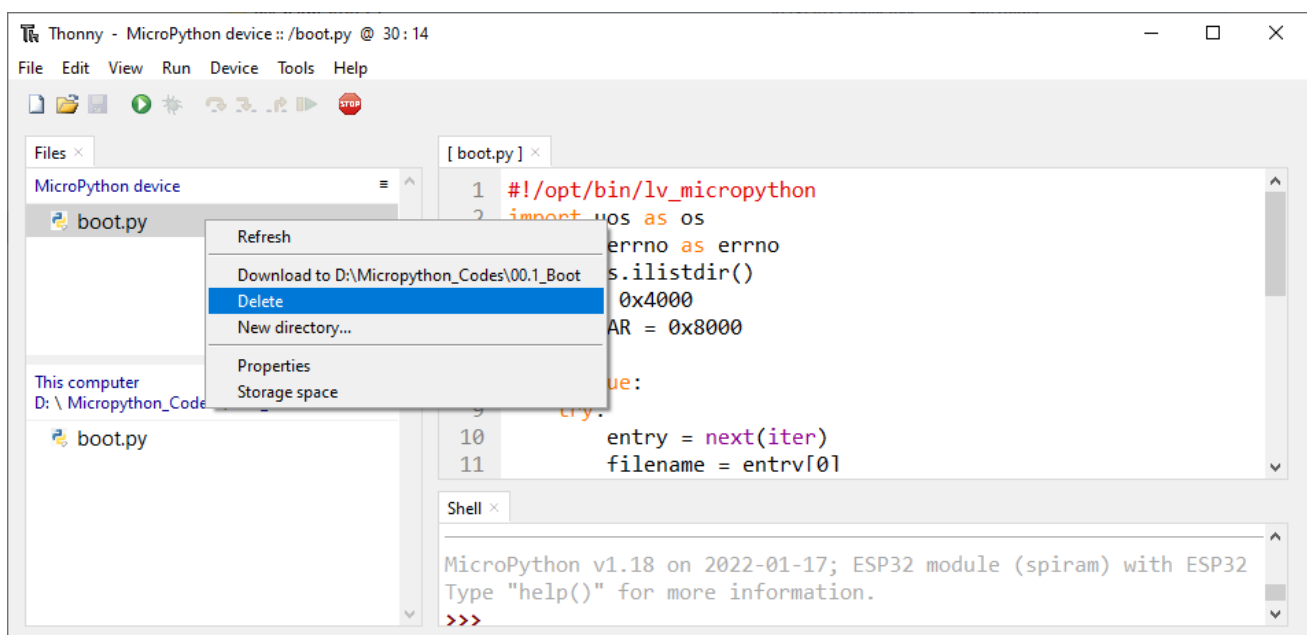 Thonny - MicroPython device :: /boot.py @ 30 : 14
File Edit View Run Device Tools Help
STOP
Files
MicroPython device
boot.py
Refresh
Download to D:\Micropython_Codes\00.1_Boot
Delete
New directory...
Properties
Storage space
This computer
D: \ Micropython_Code
boot.py
[ boot.py ]
1 #!/opt/bin/lv_micropython
2 import uos as os
errno as errno
s.ilistdir()
0x4000
AR = 0x8000
ue:
9 try:
10 entry = next(iter)
11 filename = entry[0]
Shell
MicroPython v1.18 on 2022-01-17; ESP32 module (spiram) with ESP32
Type "help()" for more information.
>>>